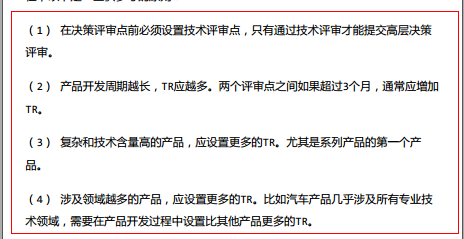 （1） 在决策评审点前必须设置技术评审点，只有通过技术评审才能提交高层决策
评审。
（2） 产品开发周期越长，TR应越多。两个评审点之间如果超过3个月，通常应增加
TR。
（3） 复杂和技术含量高的产品，应设置更多的TR。尤其是系列产品的第一个产
品。
（4） 涉及领域越多的产品，应设置更多的TR。比如汽车产品几乎涉及所有专业技
术领域，需要在产品开发过程中设置比其他产品更多的TR。